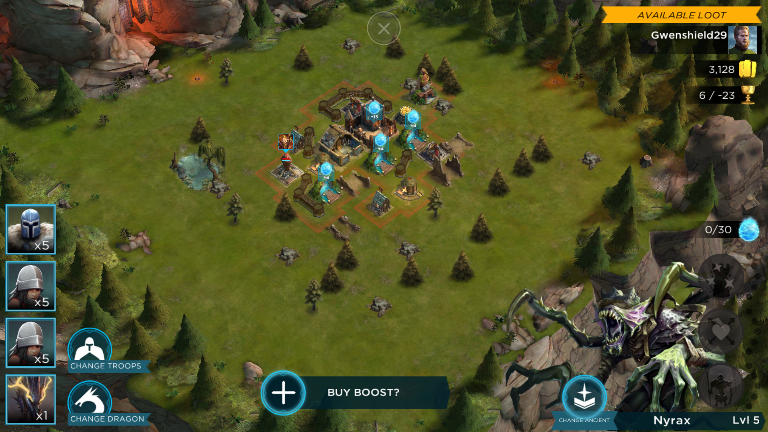 AVAILABLE LOOT
Gwenshield29
3,128
6 / -23
0/30
x5
x5
x5
x1
CHANGE TROOPS
CHANGE DRAGON
BUY BOOST?
CHANGE ANCIENT
Nyrax Lvl 5